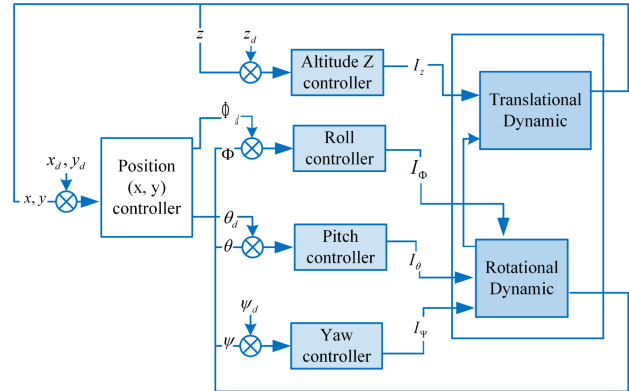 z
z_d
Altitude Z
controller
I_z
Translational
Dynamic
Φ_d
Φ
Roll
controller
I_Φ
x_d, y_d
x, y
Position
(x, y)
controller
θ_d
θ
Pitch
controller
I_θ
Rotational
Dynamic
ψ_d
ψ
Yaw
controller
I_Ψ